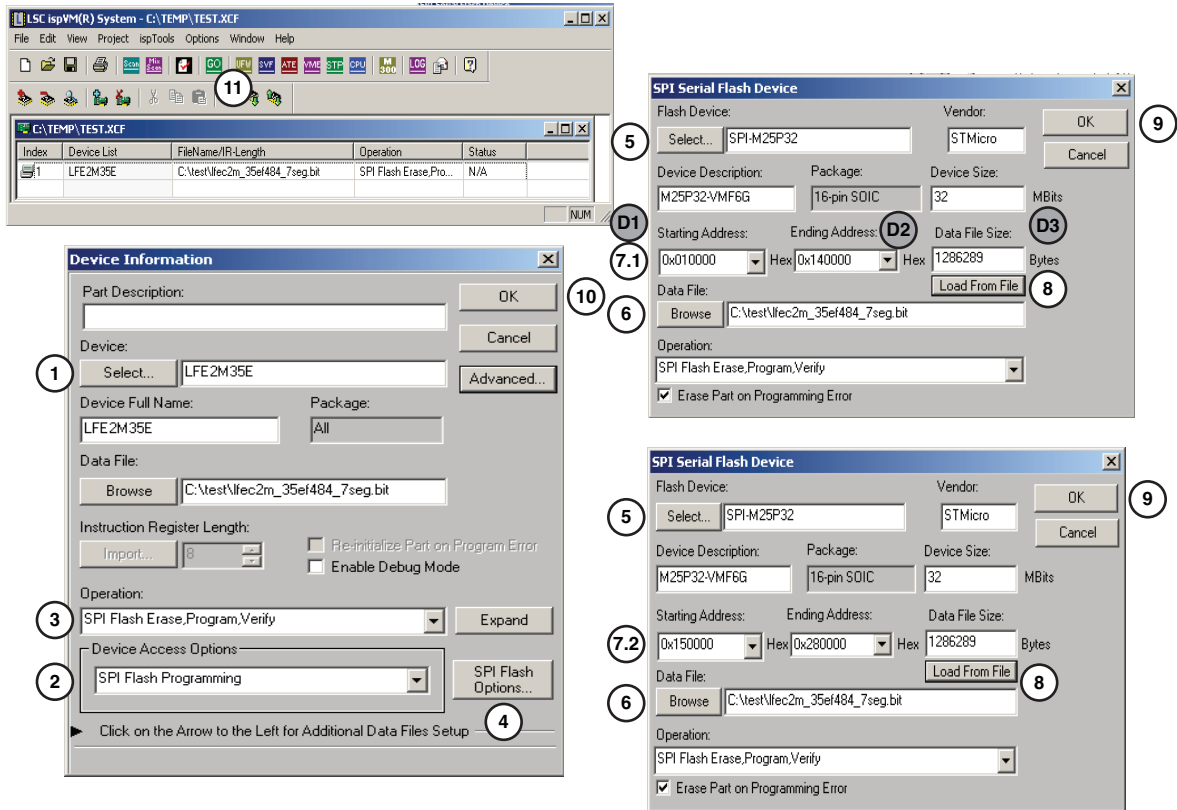 LSC ispVM(R) System - C:\TEMP\TEST.XCF
File Edit View Project ispTools Options Window Help
Scan Mix Scan GO UFM SVF ATE VME STP CPU M 300 LOG
11
C:\TEMP\TEST.XCF
Index Device List FileName/IR-Length Operation Status
1 LFE2M35E C:\test\lfec2m_35ef484_7seg.bit SPI Flash Erase,Pro... N/A
NUM
Device Information
Part Description:
OK 10
Cancel
Device:
1 Select... LFE2M35E Advanced...
Device Full Name: Package:
LFE2M35E All
Data File:
Browse C:\test\lfec2m_35ef484_7seg.bit
Instruction Register Length:
Import... 8 Re-initialize Part on Program Error
Enable Debug Mode
Operation:
3 SPI Flash Erase,Program,Verify Expand
Device Access Options
2 SPI Flash Programming SPI Flash Options...
4
Click on the Arrow to the Left for Additional Data Files Setup
SPI Serial Flash Device
Flash Device: Vendor:
5 Select... SPI-M25P32 STMicro OK 9
Cancel
Device Description: Package: Device Size:
M25P32-VMF6G 16-pin SOIC 32 MBits
D1 D2 D3
Starting Address: Ending Address: Data File Size:
7.1 0x010000 Hex 0x140000 Hex 1286289 Bytes
Data File: Load From File 8
6 Browse C:\test\lfec2m_35ef484_7seg.bit
Operation:
SPI Flash Erase,Program,Verify
Erase Part on Programming Error
SPI Serial Flash Device
Flash Device: Vendor:
5 Select... SPI-M25P32 STMicro OK 9
Cancel
Device Description: Package: Device Size:
M25P32-VMF6G 16-pin SOIC 32 MBits
Starting Address: Ending Address: Data File Size:
7.2 0x150000 Hex 0x280000 Hex 1286289 Bytes
Data File: Load From File 8
6 Browse C:\test\lfec2m_35ef484_7seg.bit
Operation:
SPI Flash Erase,Program,Verify
Erase Part on Programming Error